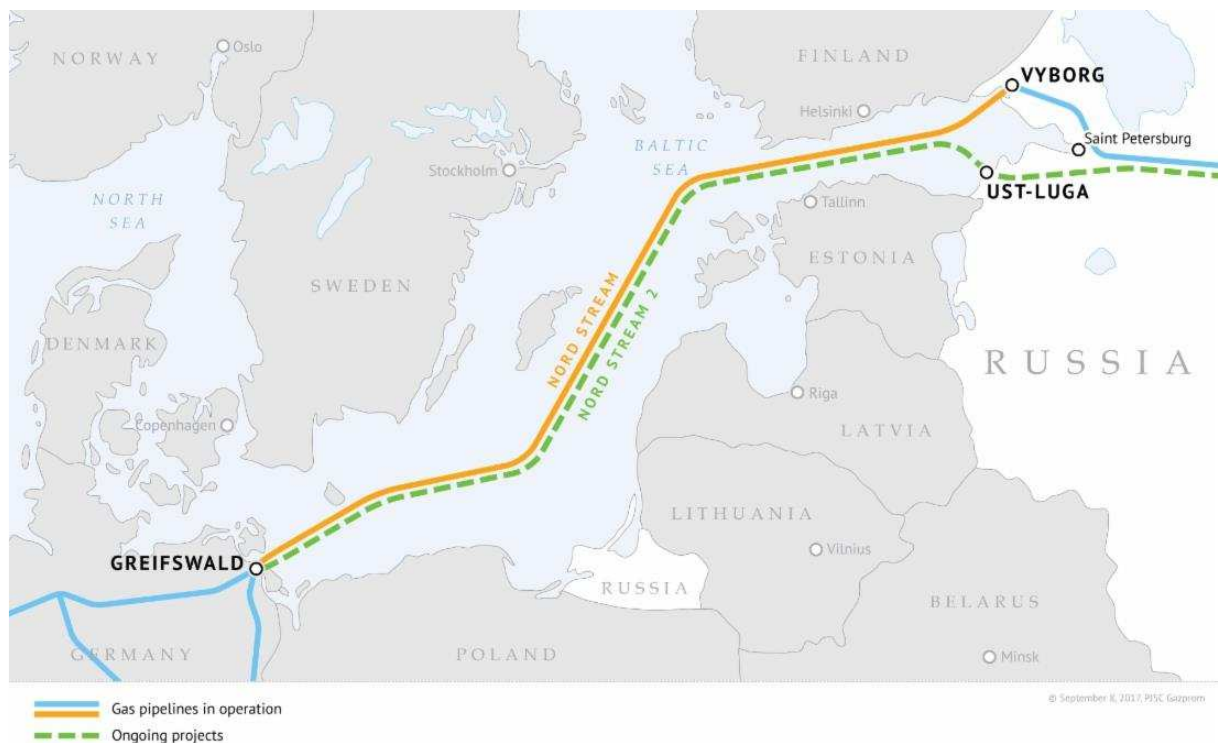 NORWAY
Oslo
FINLAND
VYBORG
Helsinki
Saint Petersburg
BALTIC
SEA
Stockholm
UST-LUGA
NORTH
SEA
Tallinn
ESTONIA
SWEDEN
NORD STREAM
NORD STREAM 2
DENMARK
RUSSIA
Riga
Copenhagen
LATVIA
LITHUANIA
Vilnius
GREIFSWALD
RUSSIA
BELARUS
GERMANY
POLAND
Minsk
© September 8, 2017, PJSC Gazprom
Gas pipelines in operation
Ongoing projects